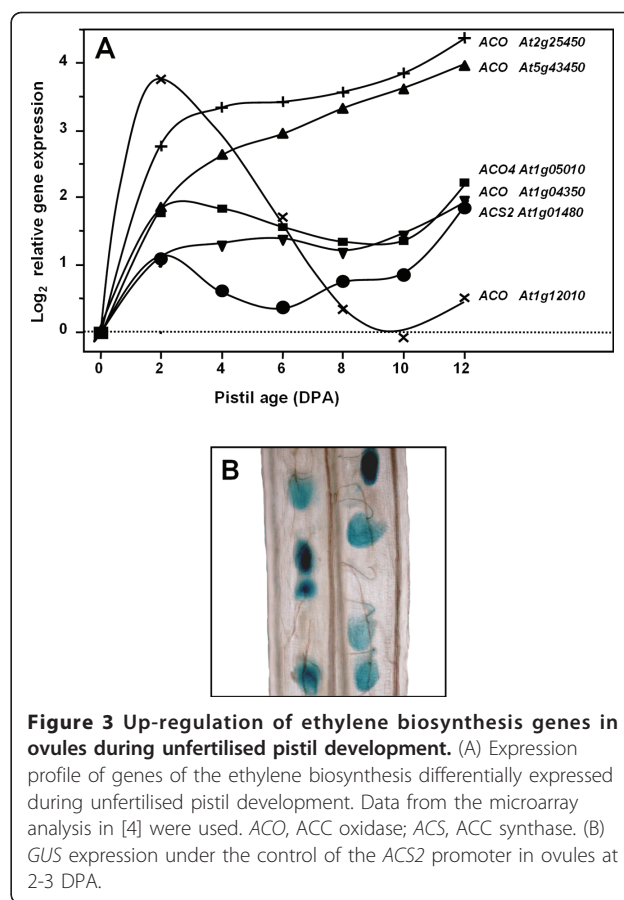 A
4
3
2
1
0
Log2 relative gene expression
ACO At2g25450
ACO At5g43450
ACO4 At1g05010
ACO At1g04350
ACS2 At1g01480
ACO At1g12010
0 2 4 6 8 10 12
Pistil age (DPA)
B
Figure 3 Up-regulation of ethylene biosynthesis genes in
ovules during unfertilised pistil development. (A) Expression
profile of genes of the ethylene biosynthesis differentially expressed
during unfertilised pistil development. Data from the microarray
analysis in [4] were used. ACO, ACC oxidase; ACS, ACC synthase. (B)
GUS expression under the control of the ACS2 promoter in ovules at
2-3 DPA.